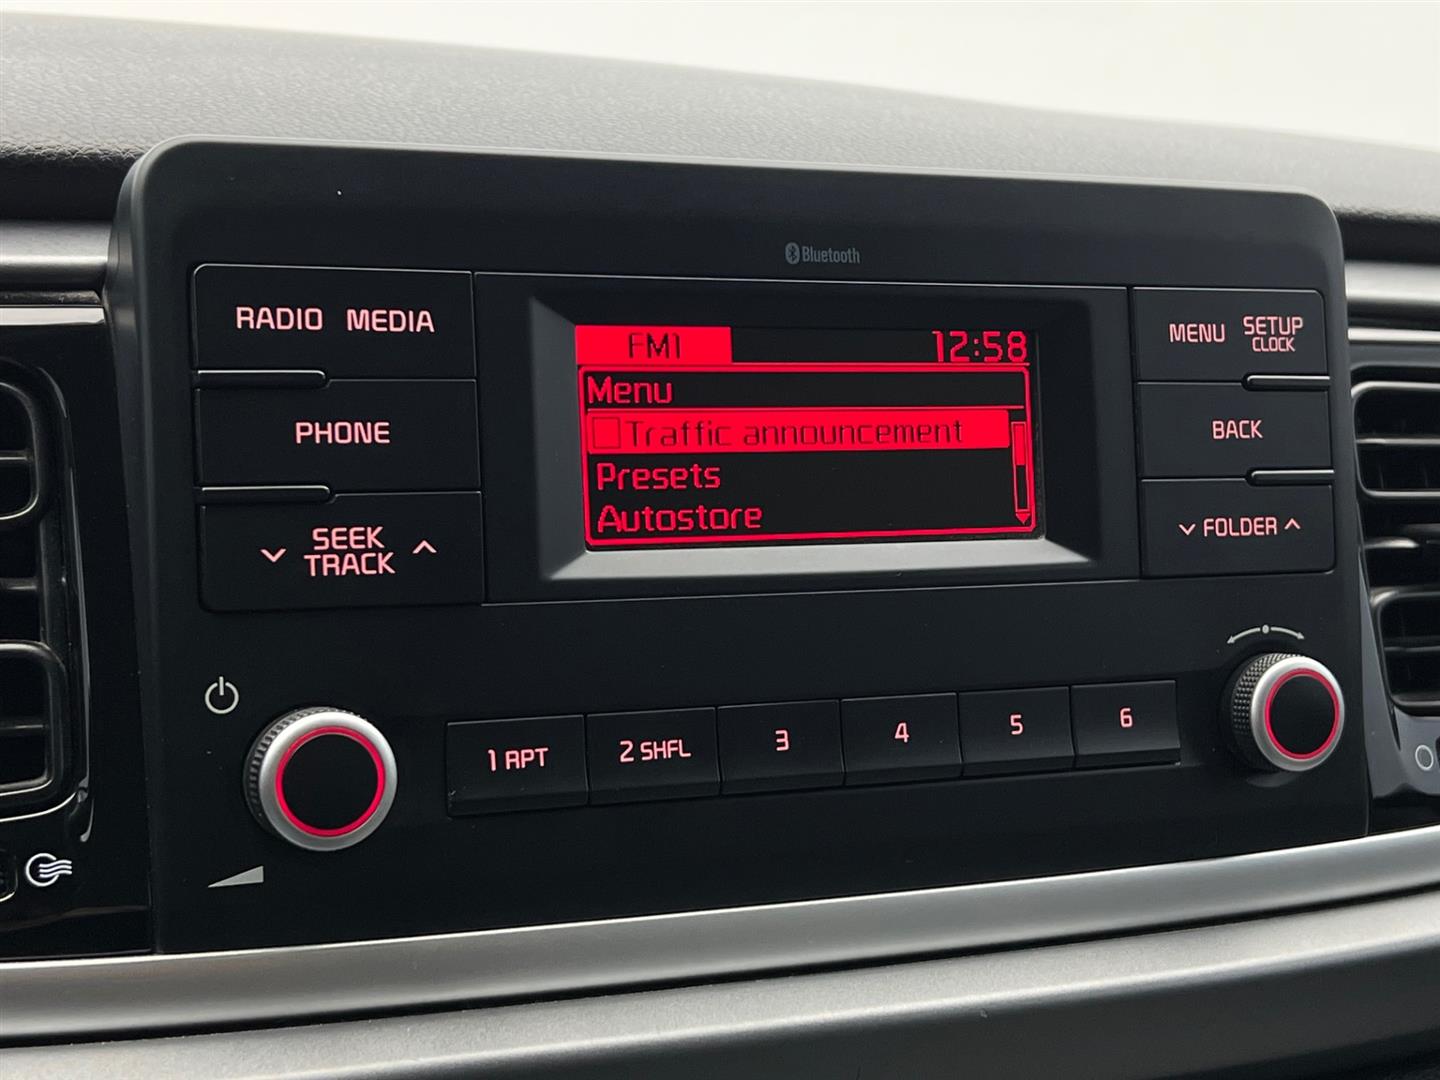 Bluetooth
RADIO MEDIA
PHONE
SEEK
TRACK
FM1 12:58
Menu
Traffic announcement
Presets
Autostore
MENU SETUP
CLOCK
BACK
FOLDER
1 RPT
2 SHFL
3
4
5
6